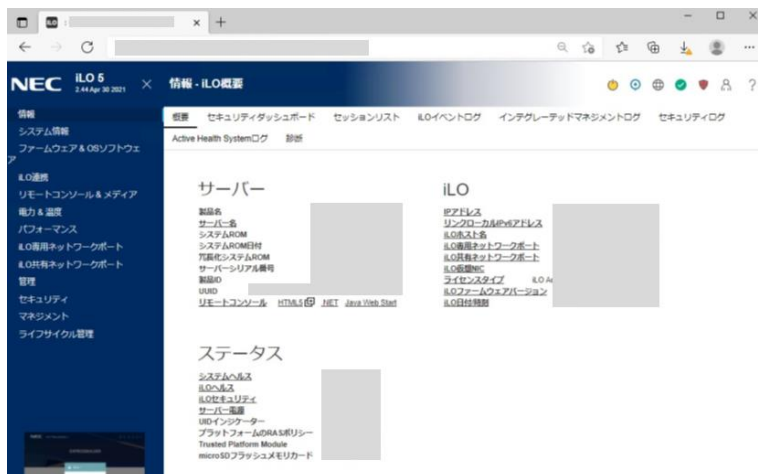 iLO
NEC iLO 5
2.44 Apr 30 2021
情報 - iLO概要
情報
システム情報
ファームウェア & OSソフトウェア
iLO連携
リモートコンソール & メディア
電力 & 温度
パフォーマンス
iLO専用ネットワークポート
iLO共有ネットワークポート
管理
セキュリティ
マネジメント
ライフサイクル管理
概要 セキュリティダッシュボード セッションリスト iLOイベントログ インテグレーテッドマネジメントログ セキュリティログ
Active Health Systemログ 診断
サーバー
製品名
サーバー名
システムROM
システムROM日付
冗長化システムROM
サーバーシリアル番号
製品ID
UUID
リモートコンソール HTML5 .NET Java Web Start
iLO
IPアドレス
リンクローカルIPv6アドレス
iLOホスト名
iLO専用ネットワークポート
iLO共有ネットワークポート
iLO仮想NIC
ライセンスタイプ iLO
iLOファームウェアバージョン
iLO日付/時刻
ステータス
システムヘルス
iLOヘルス
iLOセキュリティ
サーバー電源
UIDインジケーター
プラットフォームのRASポリシー
Trusted Platform Module
microSDフラッシュメモリカード
NEC